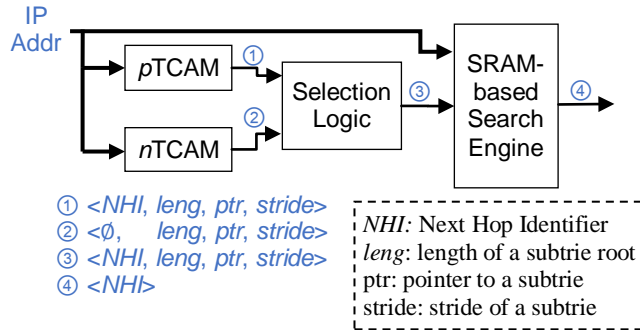 IP
Addr
pTCAM
①
nTCAM
②
Selection
Logic
③
SRAM-
based
Search
Engine
④
① <NHI, leng, ptr, stride>
② <∅, leng, ptr, stride>
③ <NHI, leng, ptr, stride>
④ <NHI>
NHI: Next Hop Identifier
leng: length of a subtrie root
ptr: pointer to a subtrie
stride: stride of a subtrie